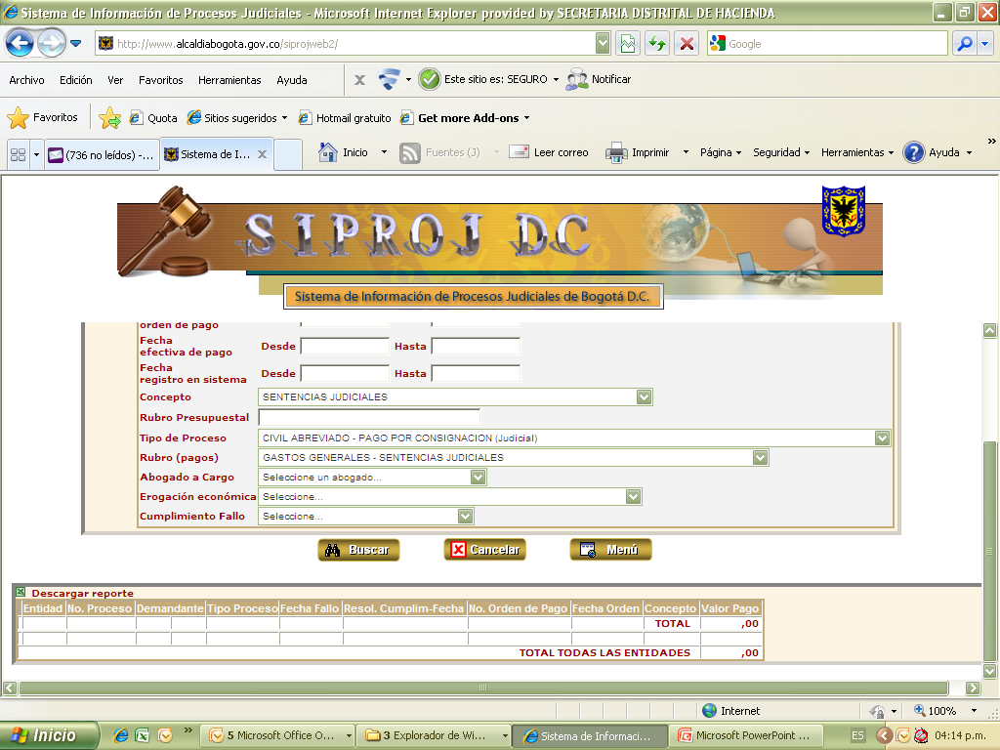 Sistema de Información de Procesos Judiciales - Microsoft Internet Explorer provided by SECRETARIA DISTRITAL DE HACIENDA
http://www.alcaldiabogota.gov.co/siprojweb2/
Google
Archivo Edición Ver Favoritos Herramientas Ayuda
Este sitio es: SEGURO
Notificar
Favoritos
Quota
Sitios sugeridos
Hotmail gratuito
Get more Add-ons
(736 no leídos) -...
Sistema de I...
Inicio
Fuentes (J)
Leer correo
Imprimir
Página
Seguridad
Herramientas
Ayuda
SIPROJ DC
Sistema de Información de Procesos Judiciales de Bogotá D.C.
orden de pago
Fecha
efectiva de pago Desde Hasta
Fecha
registro en sistema Desde Hasta
Concepto SENTENCIAS JUDICIALES
Rubro Presupuestal
Tipo de Proceso CIVIL ABREVIADO - PAGO POR CONSIGNACION (Judicial)
Rubro (pagos) GASTOS GENERALES - SENTENCIAS JUDICIALES
Abogado a Cargo Seleccione un abogado...
Erogación económica Seleccione...
Cumplimiento Fallo Seleccione...
Buscar Cancelar Menú
Descargar reporte
Entidad No. Proceso Demandante Tipo Proceso Fecha Fallo Resol. Cumplim-Fecha No. Orden de Pago Fecha Orden Concepto Valor Pago
TOTAL ,00
TOTAL TODAS LAS ENTIDADES ,00
Internet 100%
Inicio
5 Microsoft Office O...
3 Explorador de Wi...
Sistema de Informaci...
Microsoft PowerPoint ...
ES
04:14 p.m.